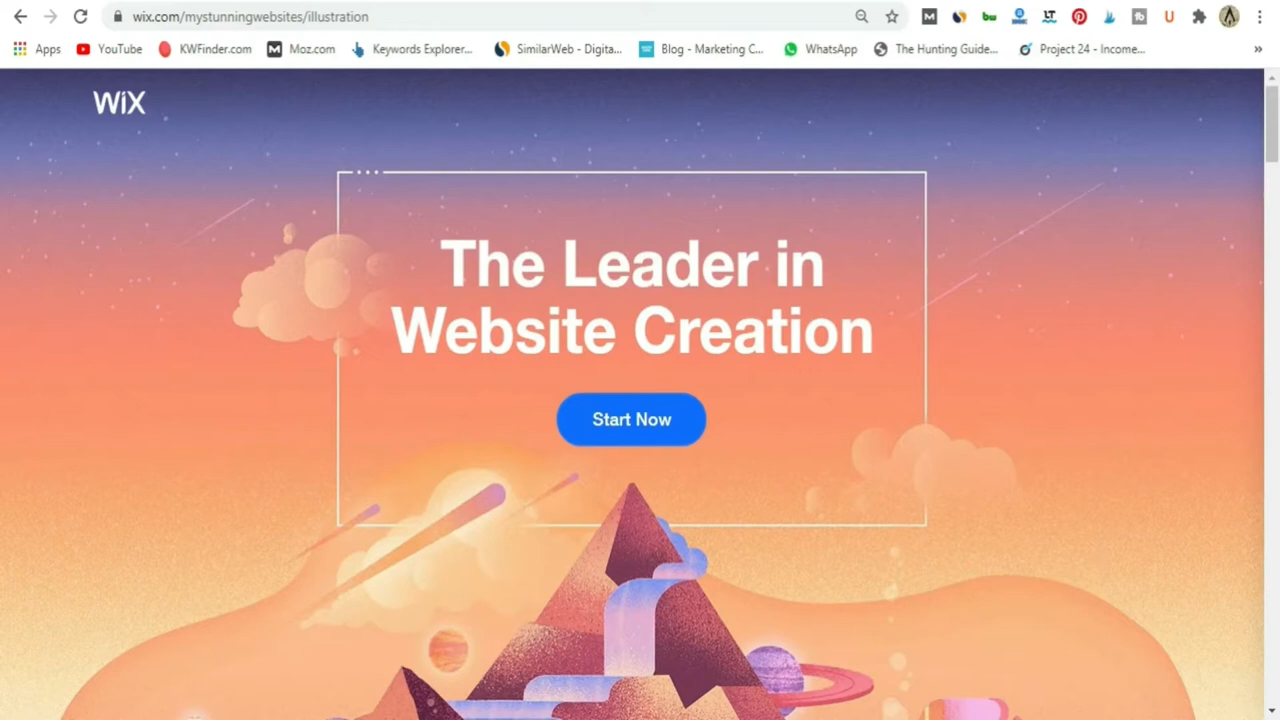 wix.com/mystunningwebsites/illustration
Apps YouTube KWFinder.com Moz.com Keywords Explorer... SimilarWeb - Digita... Blog - Marketing C... WhatsApp The Hunting Guide... Project 24 - Income... »
WiX
The Leader in
Website Creation
Start Now